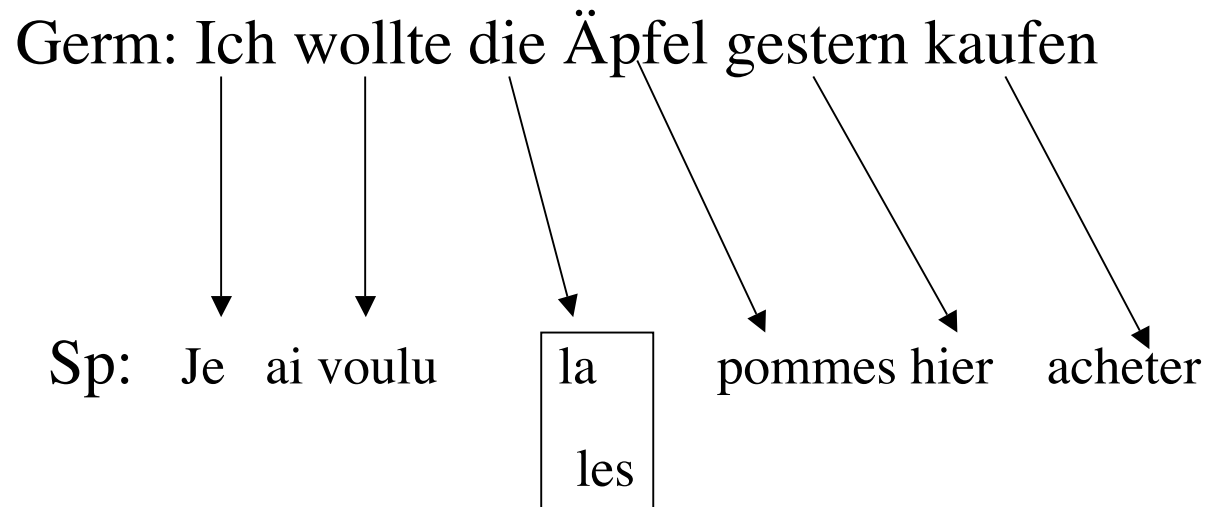 Germ: Ich wollte die Äpfel gestern kaufen
Sp: Je ai voulu la pommes hier acheter
les